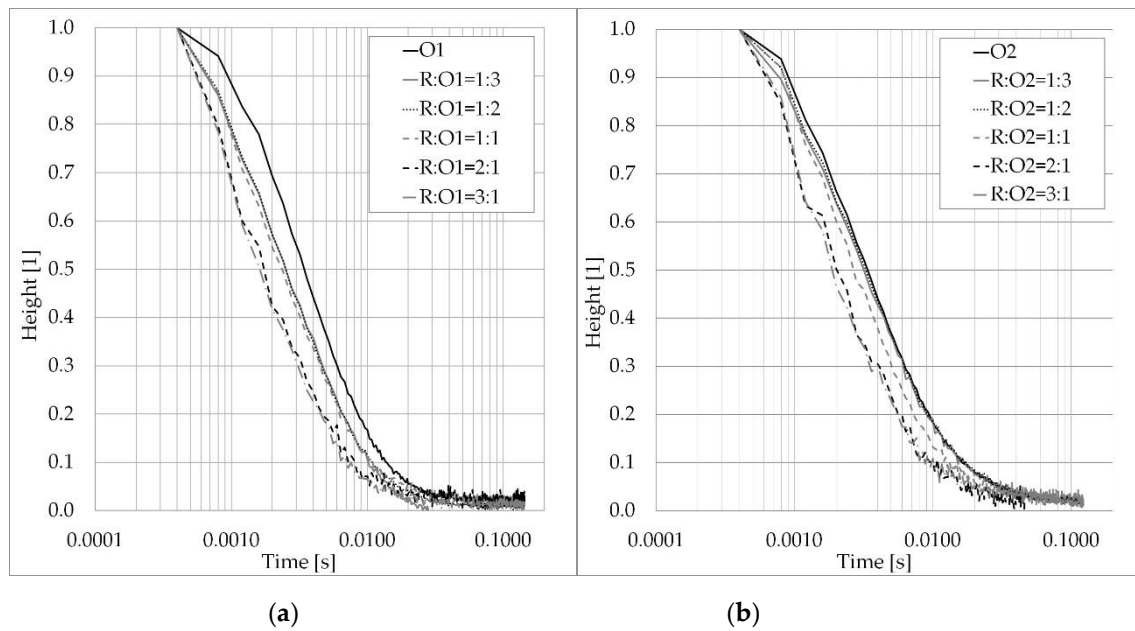 1.0
0.9
0.8
0.7
0.6
0.5
0.4
0.3
0.2
0.1
0.0
Height [1]
O1
R:O1=1:3
R:O1=1:2
R:O1=1:1
R:O1=2:1
R:O1=3:1
0.0001 0.0010 0.0100 0.1000
Time [s]
(a)
1.0
0.9
0.8
0.7
0.6
0.5
0.4
0.3
0.2
0.1
0.0
Height [1]
O2
R:O2=1:3
R:O2=1:2
R:O2=1:1
R:O2=2:1
R:O2=3:1
0.0001 0.0010 0.0100 0.1000
Time [s]
(b)